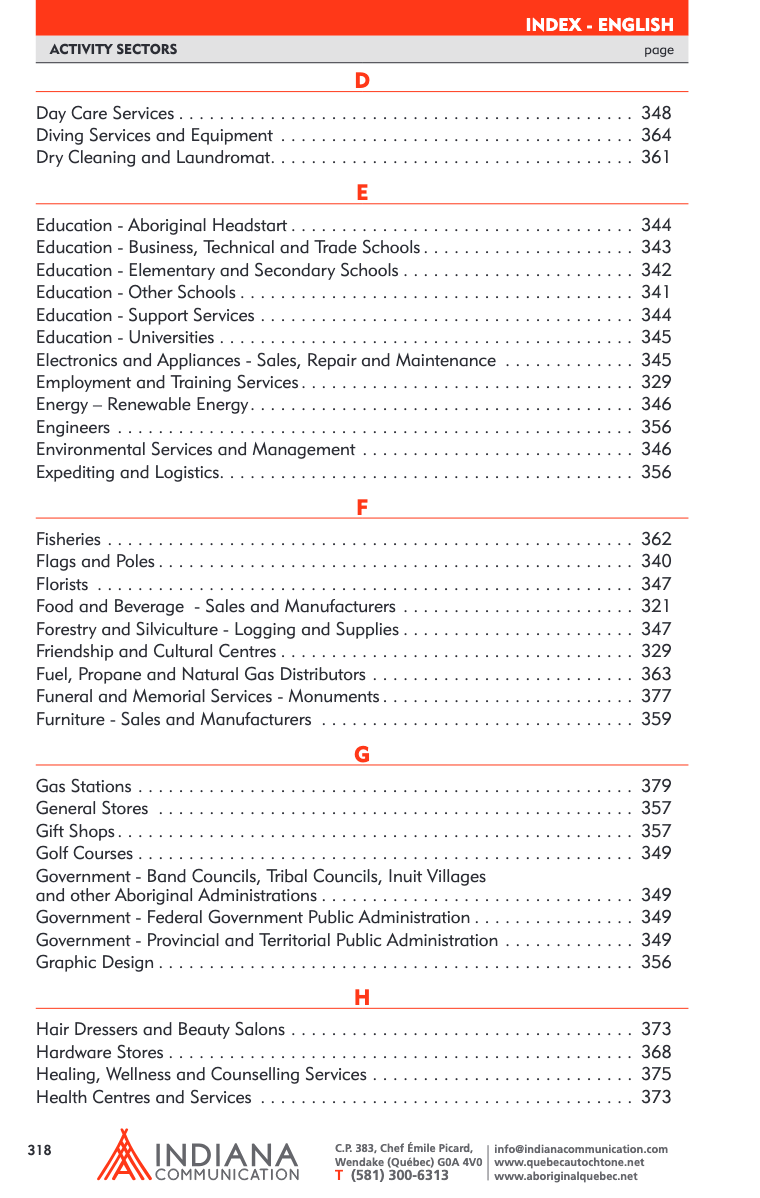 INDEX - ENGLISH
ACTIVITY SECTORS page
D
Day Care Services . . . . . . . . . . . . . . . . . . . . . . . . . . . . . . . . . . . . . . . . . . . . . 348
Diving Services and Equipment . . . . . . . . . . . . . . . . . . . . . . . . . . . . . . . . . . . 364
Dry Cleaning and Laundromat. . . . . . . . . . . . . . . . . . . . . . . . . . . . . . . . . . . . 361
E
Education - Aboriginal Headstart . . . . . . . . . . . . . . . . . . . . . . . . . . . . . . . . . . 344
Education - Business, Technical and Trade Schools . . . . . . . . . . . . . . . . . . . . . 343
Education - Elementary and Secondary Schools . . . . . . . . . . . . . . . . . . . . . . . 342
Education - Other Schools . . . . . . . . . . . . . . . . . . . . . . . . . . . . . . . . . . . . . . . 341
Education - Support Services . . . . . . . . . . . . . . . . . . . . . . . . . . . . . . . . . . . . . 344
Education - Universities . . . . . . . . . . . . . . . . . . . . . . . . . . . . . . . . . . . . . . . . . 345
Electronics and Appliances - Sales, Repair and Maintenance . . . . . . . . . . . . . 345
Employment and Training Services . . . . . . . . . . . . . . . . . . . . . . . . . . . . . . . . . 329
Energy – Renewable Energy . . . . . . . . . . . . . . . . . . . . . . . . . . . . . . . . . . . . . . 346
Engineers . . . . . . . . . . . . . . . . . . . . . . . . . . . . . . . . . . . . . . . . . . . . . . . . . . . 356
Environmental Services and Management . . . . . . . . . . . . . . . . . . . . . . . . . . . 346
Expediting and Logistics. . . . . . . . . . . . . . . . . . . . . . . . . . . . . . . . . . . . . . . . . 356
F
Fisheries . . . . . . . . . . . . . . . . . . . . . . . . . . . . . . . . . . . . . . . . . . . . . . . . . . . . 362
Flags and Poles . . . . . . . . . . . . . . . . . . . . . . . . . . . . . . . . . . . . . . . . . . . . . . . 340
Florists . . . . . . . . . . . . . . . . . . . . . . . . . . . . . . . . . . . . . . . . . . . . . . . . . . . . . 347
Food and Beverage - Sales and Manufacturers . . . . . . . . . . . . . . . . . . . . . . . 321
Forestry and Silviculture - Logging and Supplies . . . . . . . . . . . . . . . . . . . . . . . 347
Friendship and Cultural Centres . . . . . . . . . . . . . . . . . . . . . . . . . . . . . . . . . . . 329
Fuel, Propane and Natural Gas Distributors . . . . . . . . . . . . . . . . . . . . . . . . . . 363
Funeral and Memorial Services - Monuments . . . . . . . . . . . . . . . . . . . . . . . . . 377
Furniture - Sales and Manufacturers . . . . . . . . . . . . . . . . . . . . . . . . . . . . . . . 359
G
Gas Stations . . . . . . . . . . . . . . . . . . . . . . . . . . . . . . . . . . . . . . . . . . . . . . . . . 379
General Stores . . . . . . . . . . . . . . . . . . . . . . . . . . . . . . . . . . . . . . . . . . . . . . . 357
Gift Shops . . . . . . . . . . . . . . . . . . . . . . . . . . . . . . . . . . . . . . . . . . . . . . . . . . . 357
Golf Courses . . . . . . . . . . . . . . . . . . . . . . . . . . . . . . . . . . . . . . . . . . . . . . . . . 349
Government - Band Councils, Tribal Councils, Inuit Villages
and other Aboriginal Administrations . . . . . . . . . . . . . . . . . . . . . . . . . . . . . . . 349
Government - Federal Government Public Administration . . . . . . . . . . . . . . . . 349
Government - Provincial and Territorial Public Administration . . . . . . . . . . . . . 349
Graphic Design . . . . . . . . . . . . . . . . . . . . . . . . . . . . . . . . . . . . . . . . . . . . . . . 356
H
Hair Dressers and Beauty Salons . . . . . . . . . . . . . . . . . . . . . . . . . . . . . . . . . . 373
Hardware Stores . . . . . . . . . . . . . . . . . . . . . . . . . . . . . . . . . . . . . . . . . . . . . . 368
Healing, Wellness and Counselling Services . . . . . . . . . . . . . . . . . . . . . . . . . . 375
Health Centres and Services . . . . . . . . . . . . . . . . . . . . . . . . . . . . . . . . . . . . . 373
318
INDIANA
COMMUNICATION
C.P. 383, Chef Émile Picard,
Wendake (Québec) G0A 4V0
T (581) 300-6313
info@indianacommunication.com
www.quebecautochtone.net
www.aboriginalquebec.net